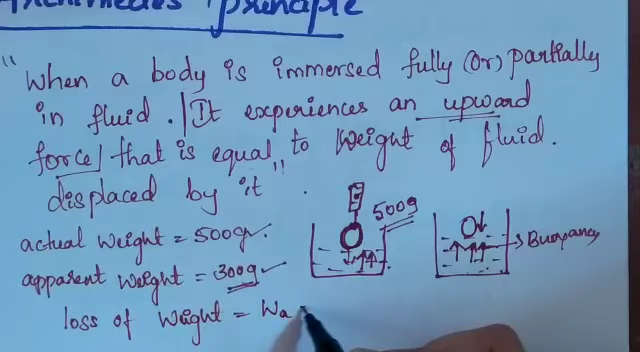 Archimedes' principle
"When a body is immersed fully (or) partially
in fluid. It experiences an upward
force that is equal to weight of fluid.
displaced by it".
500g
actual weight = 500gr.
Buoyancy
apparent weight = 300g
loss of weight = Wa